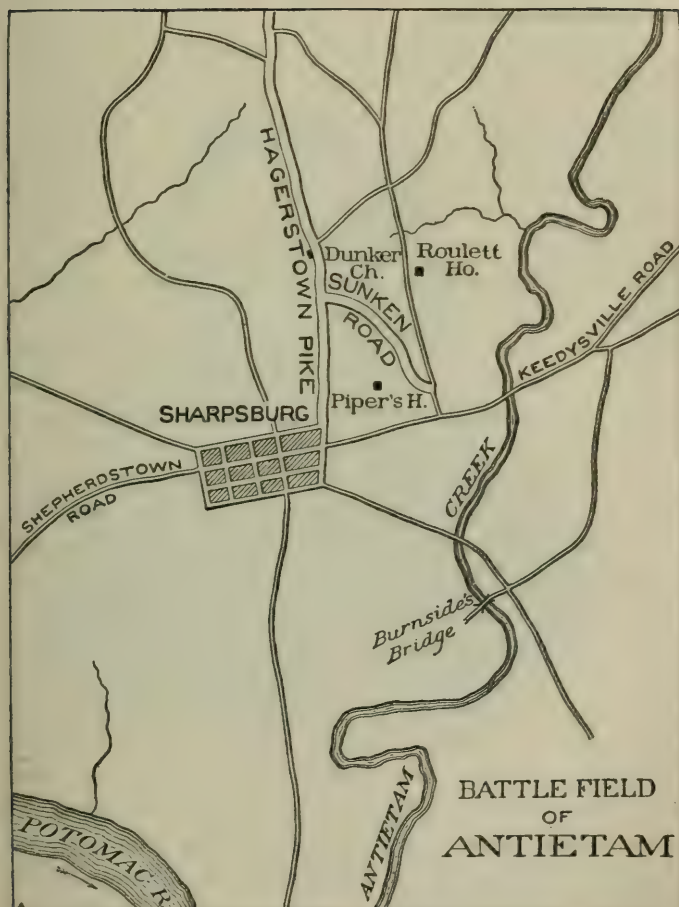 HAGERSTOWN PIKE
Dunker
Ch.
Roulett
Ho.
SUNKEN
ROAD
KEEDYSVILLE ROAD
Piper's H.
SHARPSBURG
SHEPHERDSTOWN
ROAD
CREEK
Burnside's
Bridge
ANTIETAM
POTOMAC R.
BATTLE FIELD
OF
ANTIETAM